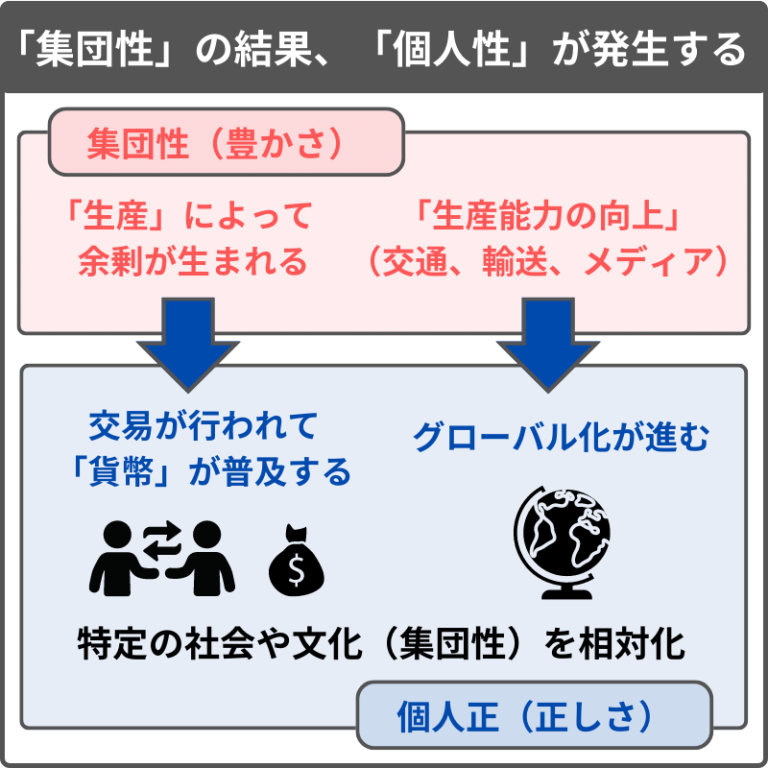 「集団性」の結果、「個人性」が発生する
集団性（豊かさ）
「生産」によって
余剰が生まれる
「生産能力の向上」
（交通、輸送、メディア）
交易が行われて
「貨幣」が普及する
グローバル化が進む
$
特定の社会や文化（集団性）を相対化
個人正（正しさ）